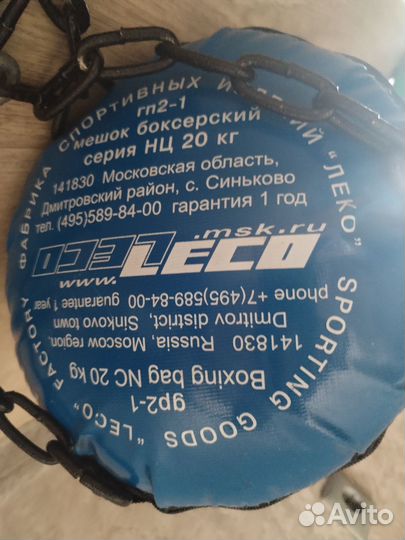 ФАБРИКА СПОРТИВНЫХ ИЗДЕЛИЙ "ЛЕКО"
гп2-1
мешок боксерский
серия НЦ 20 кг
141830 Московская область,
Дмитровский район, с. Синьково
тел. (495)589-84-00 гарантия 1 год
www.LECO.msk.ru
phone +7(495)589-84-00 guarantee 1 year
Dmitrov district, Sinkovo town
141830 Russia, Moscow region,
Boxing bag NC 20 kg
gp2-1
SPORTING GOODS "LECO" FACTORY
Avito